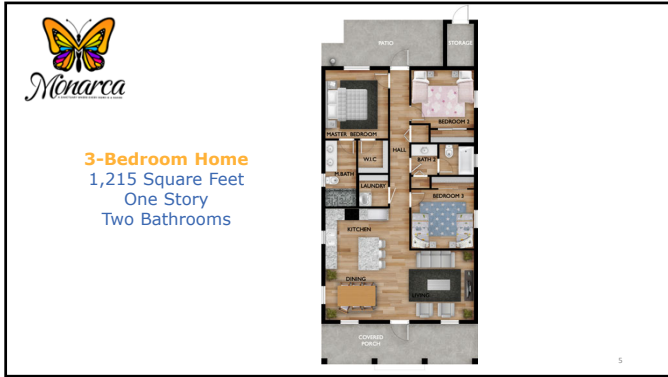 Monarca
3-Bedroom Home
1,215 Square Feet
One Story
Two Bathrooms
PATIO
STORAGE
MASTER BEDROOM
BEDROOM 2
HALL
W.I.C
BATH 2
M.BATH
LAUNDRY
BEDROOM 3
KITCHEN
DINING
LIVING
COVERED
PORCH
5